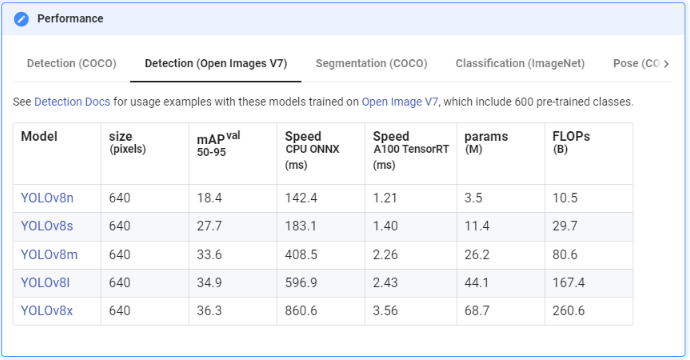 Performance
Detection (COCO) Detection (Open Images V7) Segmentation (COCO) Classification (ImageNet) Pose (CO
See Detection Docs for usage examples with these models trained on Open Image V7, which include 600 pre-trained classes.
Model size (pixels) mAPval 50-95 Speed CPU ONNX (ms) Speed A100 TensorRT (ms) params (M) FLOPs (B)
YOLOv8n 640 18.4 142.4 1.21 3.5 10.5
YOLOv8s 640 27.7 183.1 1.40 11.4 29.7
YOLOv8m 640 33.6 408.5 2.26 26.2 80.6
YOLOv8l 640 34.9 596.9 2.43 44.1 167.4
YOLOv8x 640 36.3 860.6 3.56 68.7 260.6